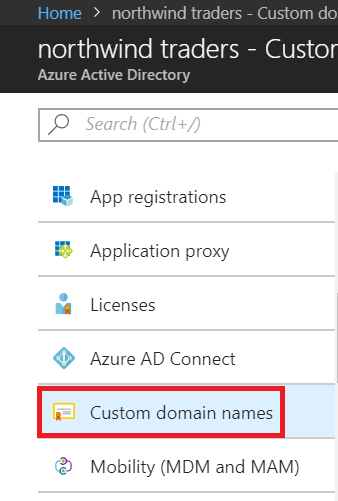 Home > northwind traders - Custom do
northwind traders - Custor
Azure Active Directory
Search (Ctrl+/)
App registrations
Application proxy
Licenses
Azure AD Connect
Custom domain names
Mobility (MDM and MAM)